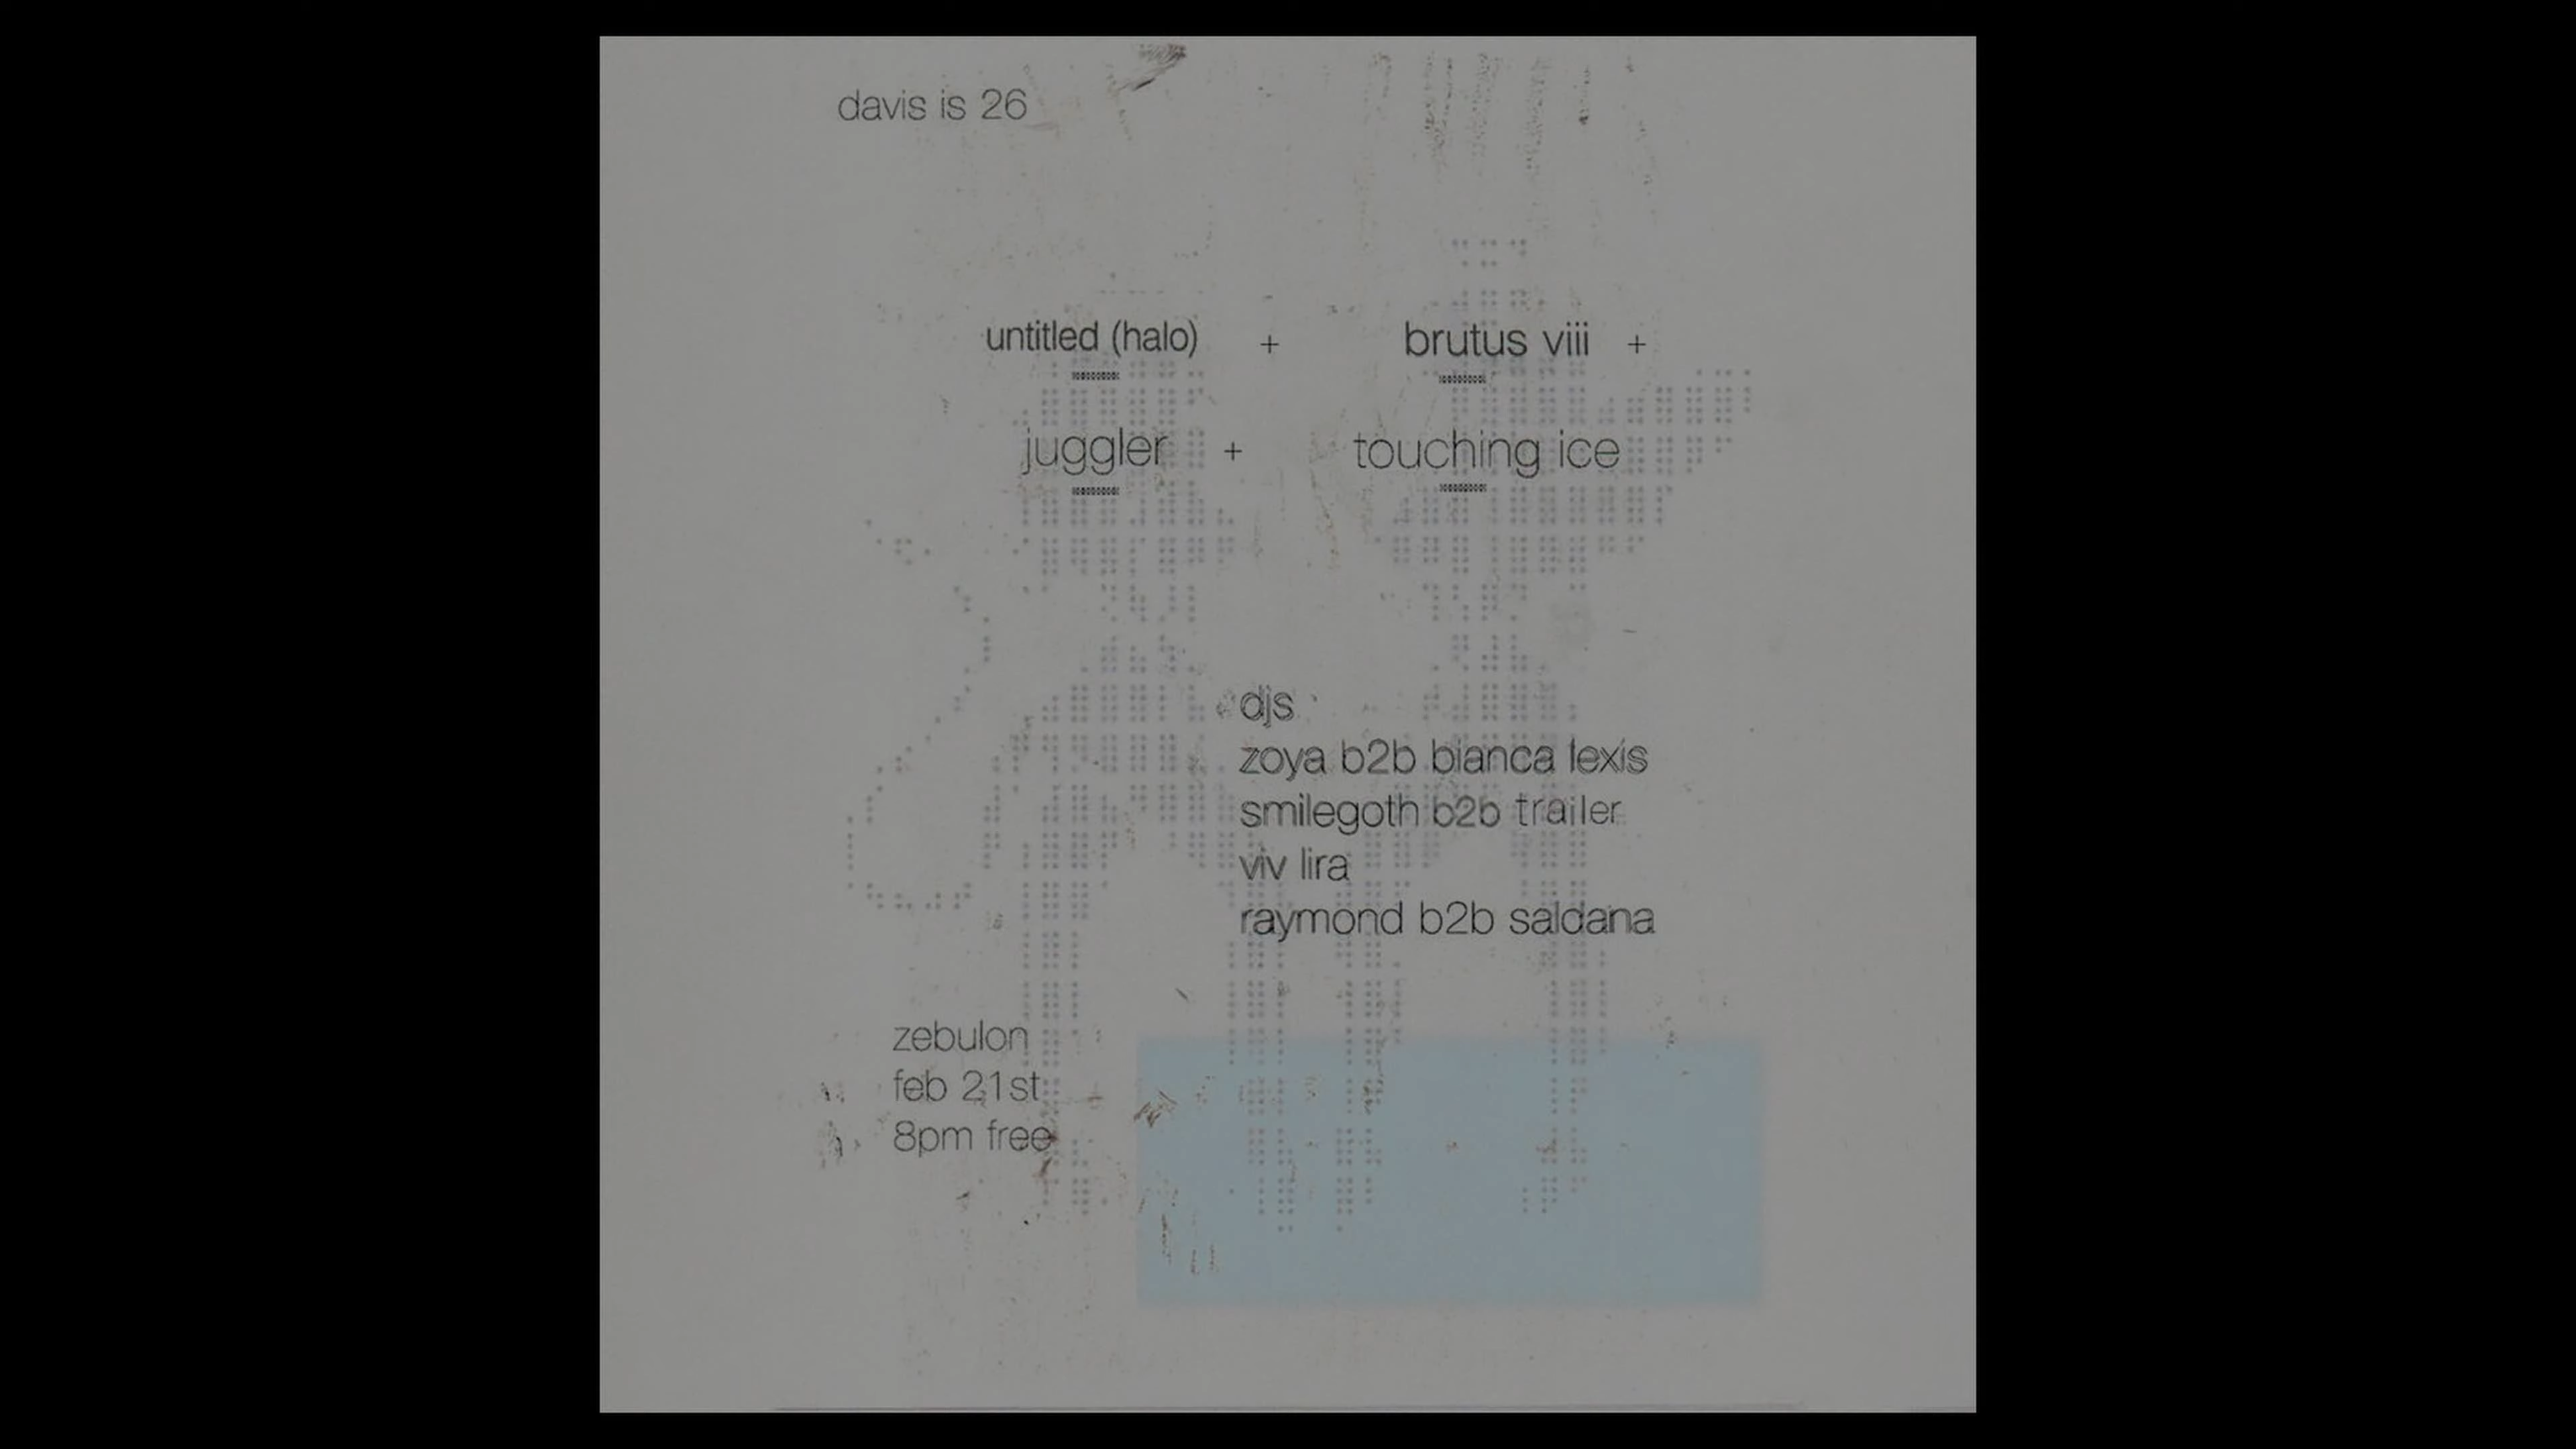 davis is 26
untitled (halo) + brutus viii +
juggler + touching ice
djs
zoya b2b bianca lexis
smilegoth b2b trailer
viv lira
raymond b2b saldana
zebulon
feb 21st
8pm free